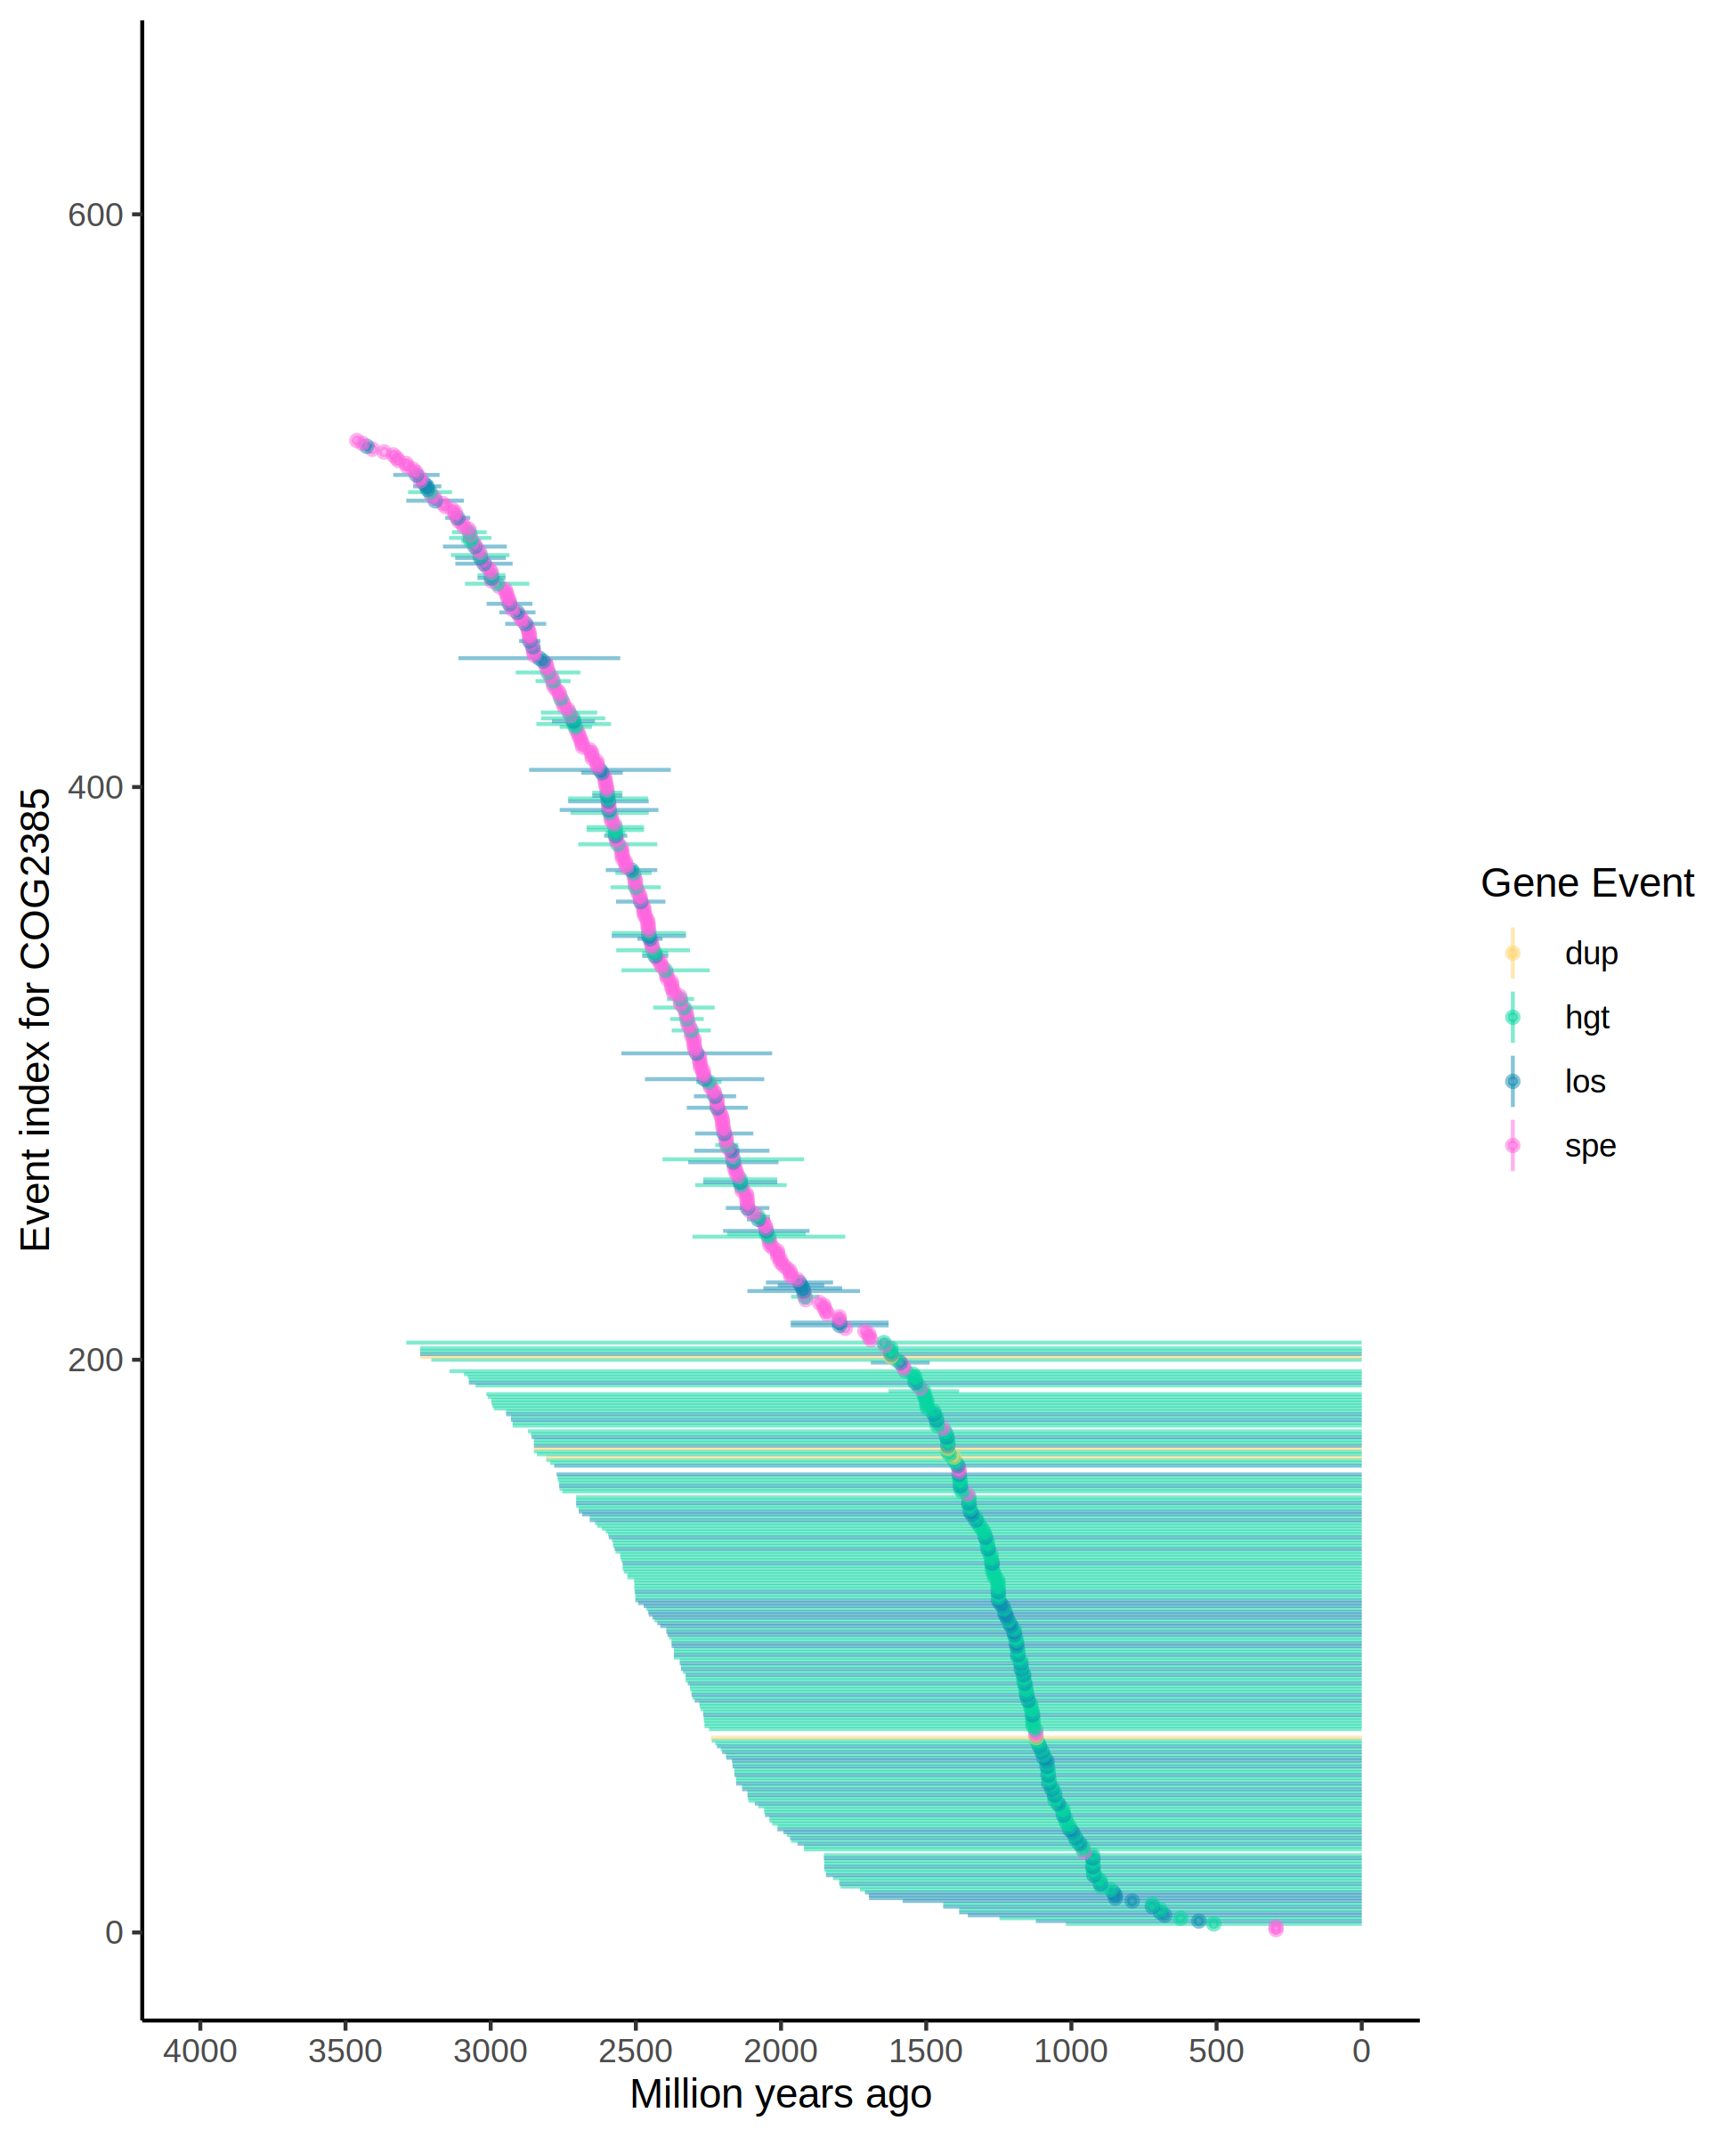 600
400
200
0
Event index for COG2385
4000 3500 3000 2500 2000 1500 1000 500 0
Million years ago
Gene Event
dup
hgt
los
spe